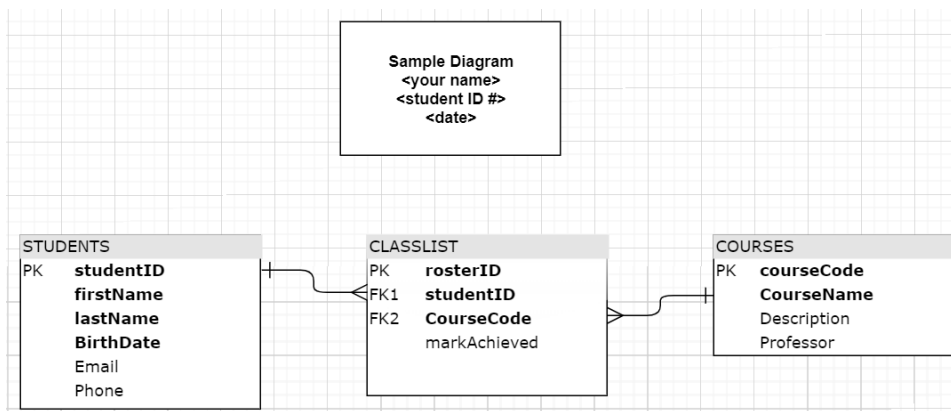 Sample Diagram
<your name>
<student ID #>
<date>
STUDENTS
PK studentID
firstName
lastName
BirthDate
Email
Phone
CLASSLIST
PK rosterID
FK1 studentID
FK2 CourseCode
markAchieved
COURSES
PK courseCode
CourseName
Description
Professor